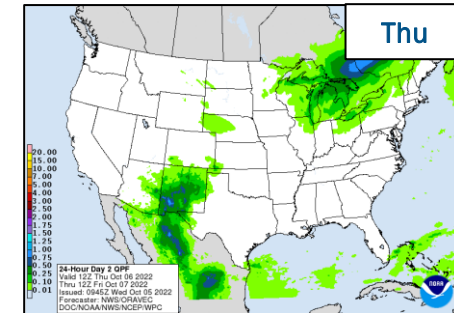 Thu
20.00
15.00
10.00
7.00
5.00
4.00
3.00
2.50
2.00
1.75
1.50
1.25
1.00
0.75
0.50
0.25
0.10
0.01
24-Hour Day 2 QPF
Valid 12Z Thu Oct 06 2022
Thru 12Z Fri Oct 07 2022
Issued: 0945Z Wed Oct 05 2022
Forecaster: NWS/ORAVEC
DOC/NOAA/NWS/NCEP/WPC
NOAA